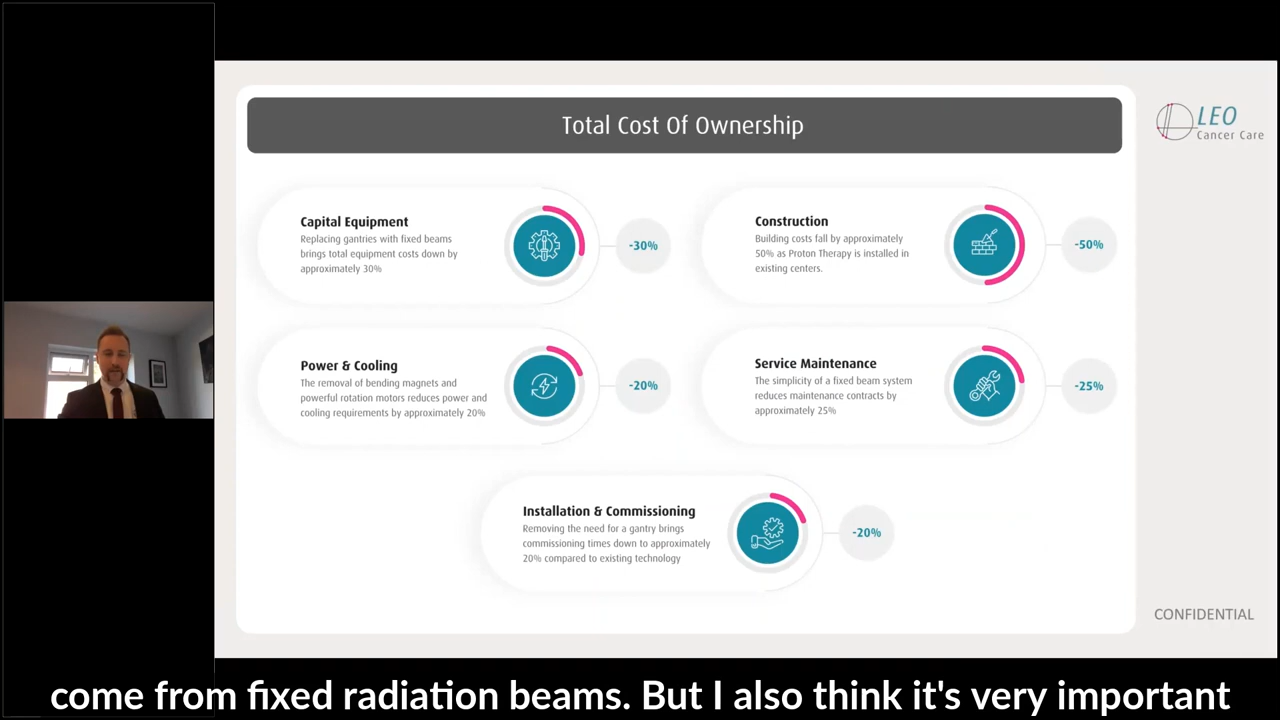 Total Cost Of Ownership
LEO
Cancer Care
Capital Equipment
Replacing gantries with fixed beams
brings total equipment costs down by
approximately 30%
-30%
Construction
Building costs fall by approximately
50% as Proton Therapy is installed in
existing centers.
-50%
Power & Cooling
The removal of bending magnets and
powerful rotation motors reduces power and
cooling requirements by approximately 20%
-20%
Service Maintenance
The simplicity of a fixed beam system
reduces maintenance contracts by
approximately 25%
-25%
Installation & Commissioning
Removing the need for a gantry brings
commissioning times down to approximately
20% compared to existing technology
-20%
CONFIDENTIAL
come from fixed radiation beams. But I also think it's very important